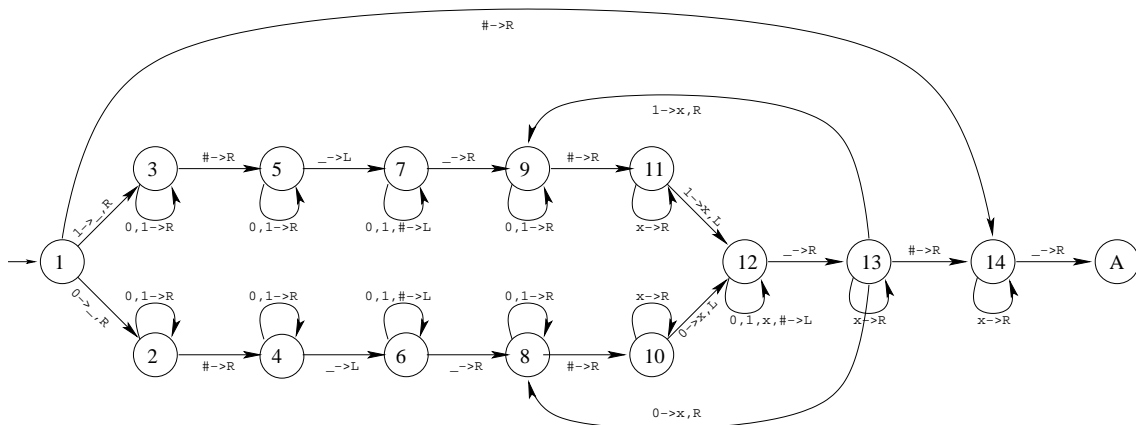 #->R
1->x,R
3 #->R 5 _->L 7 _->R 9 #->R 11
1->_,R
0,1->R 0,1->R 0,1,#->L 0,1->R x->R
1->x,L
1 12 _->R 13 #->R 14 _->R A
0->_,R
0,1->R 0,1->R 0,1,#->L 0,1->R x->R
0->x,L
0,1,x,#->L x->R x->R
2 #->R 4 _->L 6 _->R 8 #->R 10
0->x,R